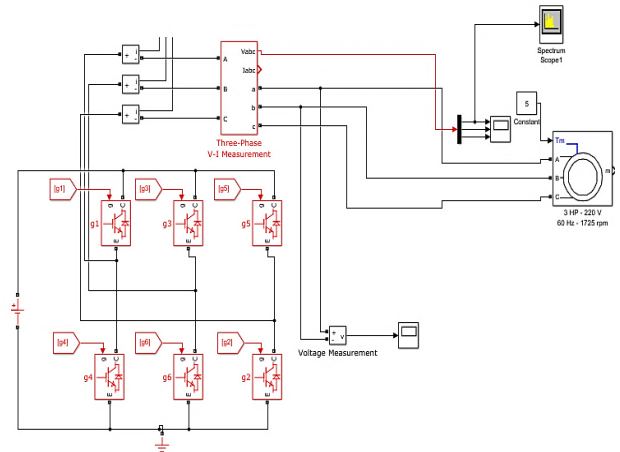 Spectrum
Scope1
i
+
-
A
Vabc
Iabc
i
+
-
B
a
b
i
+
-
C
c
Three-Phase
V-I Measurement
5
Constant
Tm
A
B
C
m
3 HP - 220 V
60 Hz - 1725 rpm
[g1]
[g3]
[g5]
g
C
g
C
g
C
g1
g3
g5
E
E
E
+
+
-
v
Voltage Measurement
[g4]
[g6]
[g2]
g
C
g
C
g
C
g4
g6
g2
E
E
E